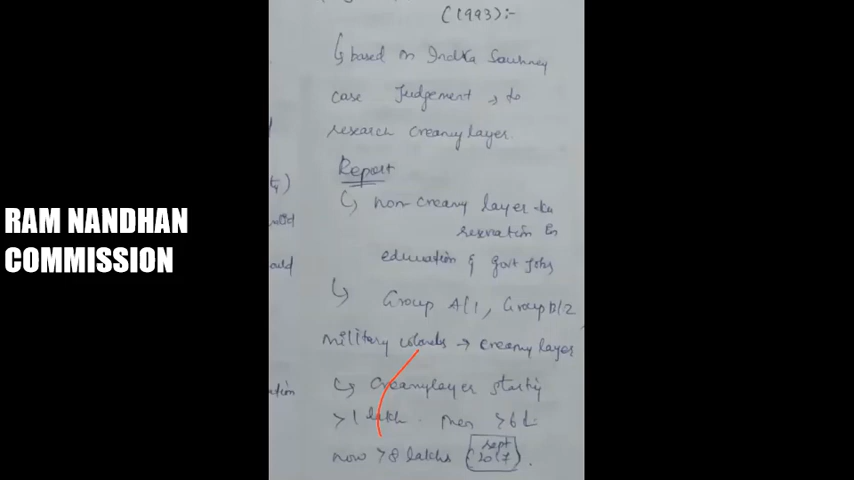 RAM NANDHAN
COMMISSION
(1993):-
↳ based on Indra Sawhney
case Judgement → to
research creamy layer.
Report
↳ non creamy layer
reservation in
education & govt jobs
↳ Group A/1, Group B/2
military colonels → creamy layer
↳ Creamylayer starting
>1 lakh. then >6 L
now >8 lakhs (sept
2017).